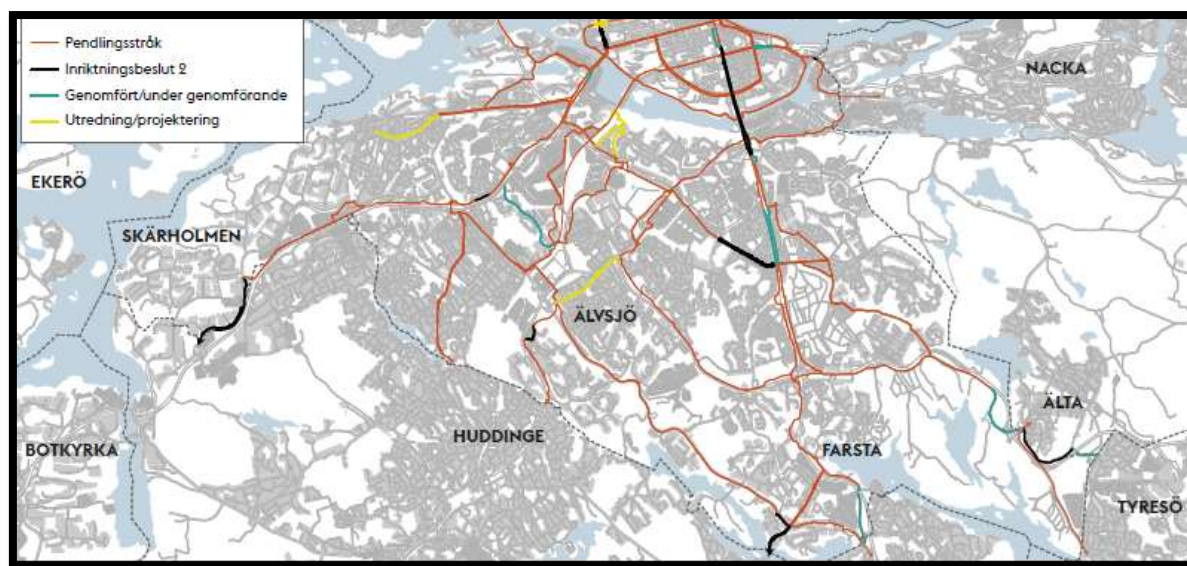 Pendlingsstråk
Inriktningsbeslut 2
Genomfört/under genomförande
Utredning/projektering
NACKA
EKERÖ
SKÄRHOLMEN
ÄLVSJÖ
ÄLTA
BOTKYRKA
HUDDINGE
FARSTA
TYRESÖ